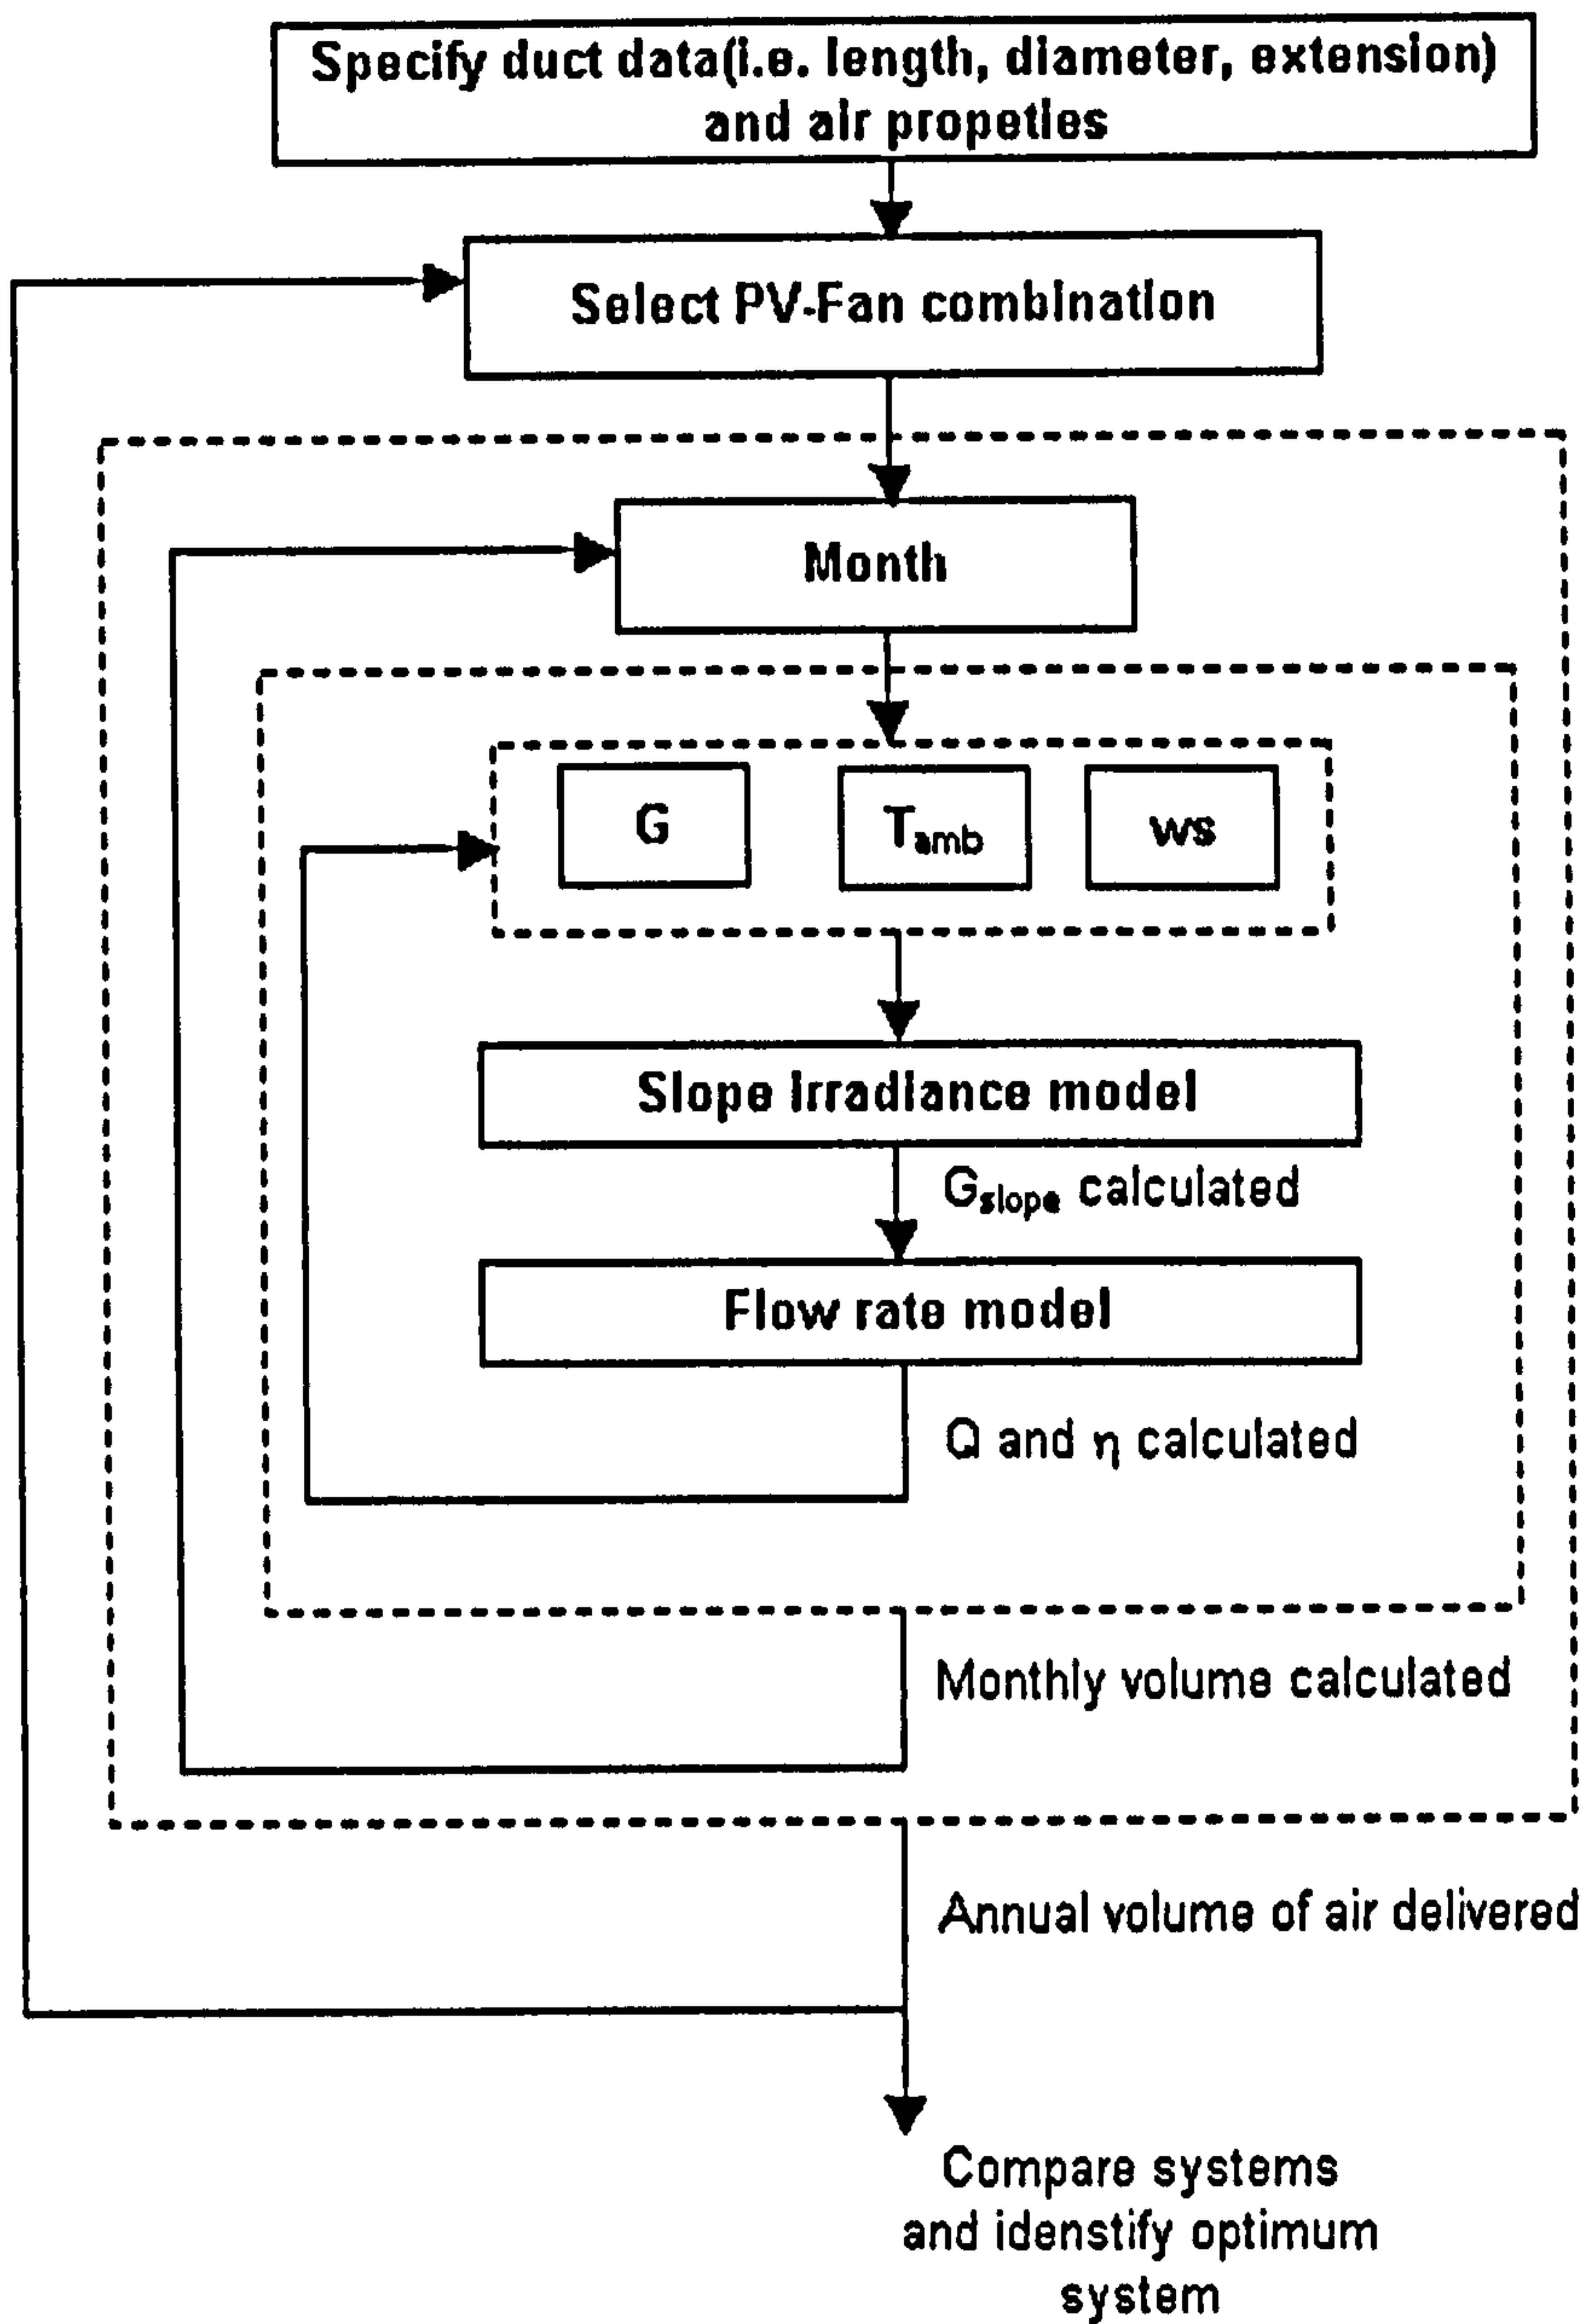 Specify duct data(i.e. length, diameter, extension)
and air propeties
Select PV-Fan combination
Month
G
Tamb
ws
Slope irradiance model
Gslope calculated
Flow rate model
Q and η calculated
Monthly volume calculated
Annual volume of air delivered
Compare systems
and idenstify optimum
system